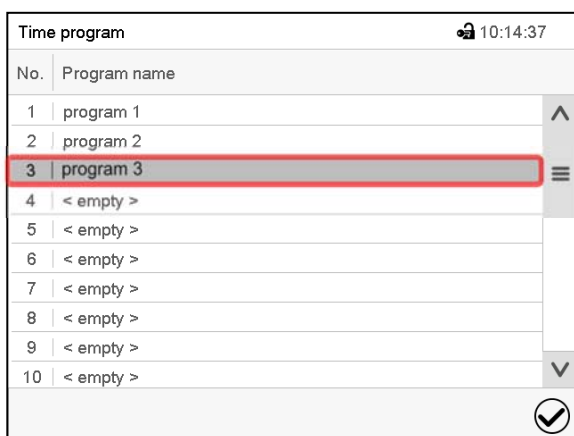 Time program 10:14:37
No. Program name
1 program 1
2 program 2
3 program 3
4 < empty >
5 < empty >
6 < empty >
7 < empty >
8 < empty >
9 < empty >
10 < empty >